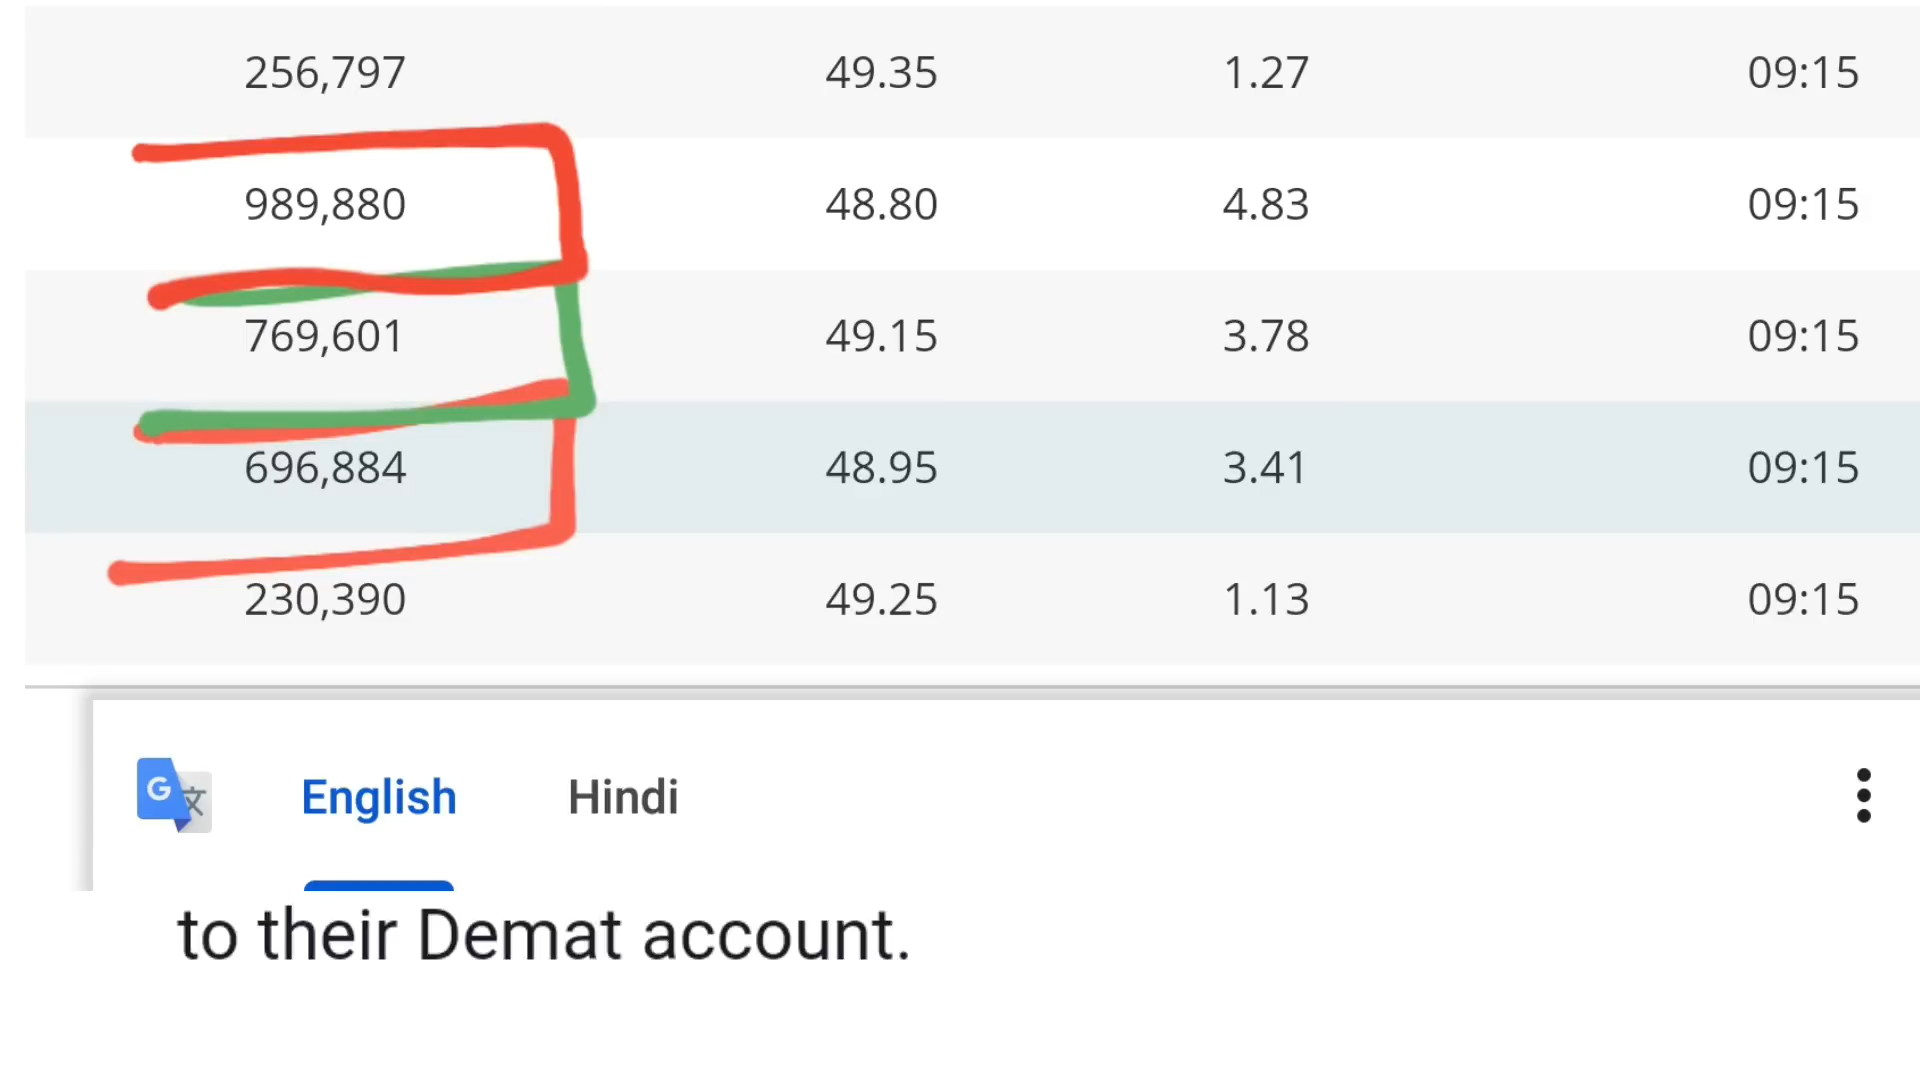 256,797 49.35 1.27 09:15
989,880 48.80 4.83 09:15
769,601 49.15 3.78 09:15
696,884 48.95 3.41 09:15
230,390 49.25 1.13 09:15
G 文 English Hindi
to their Demat account.